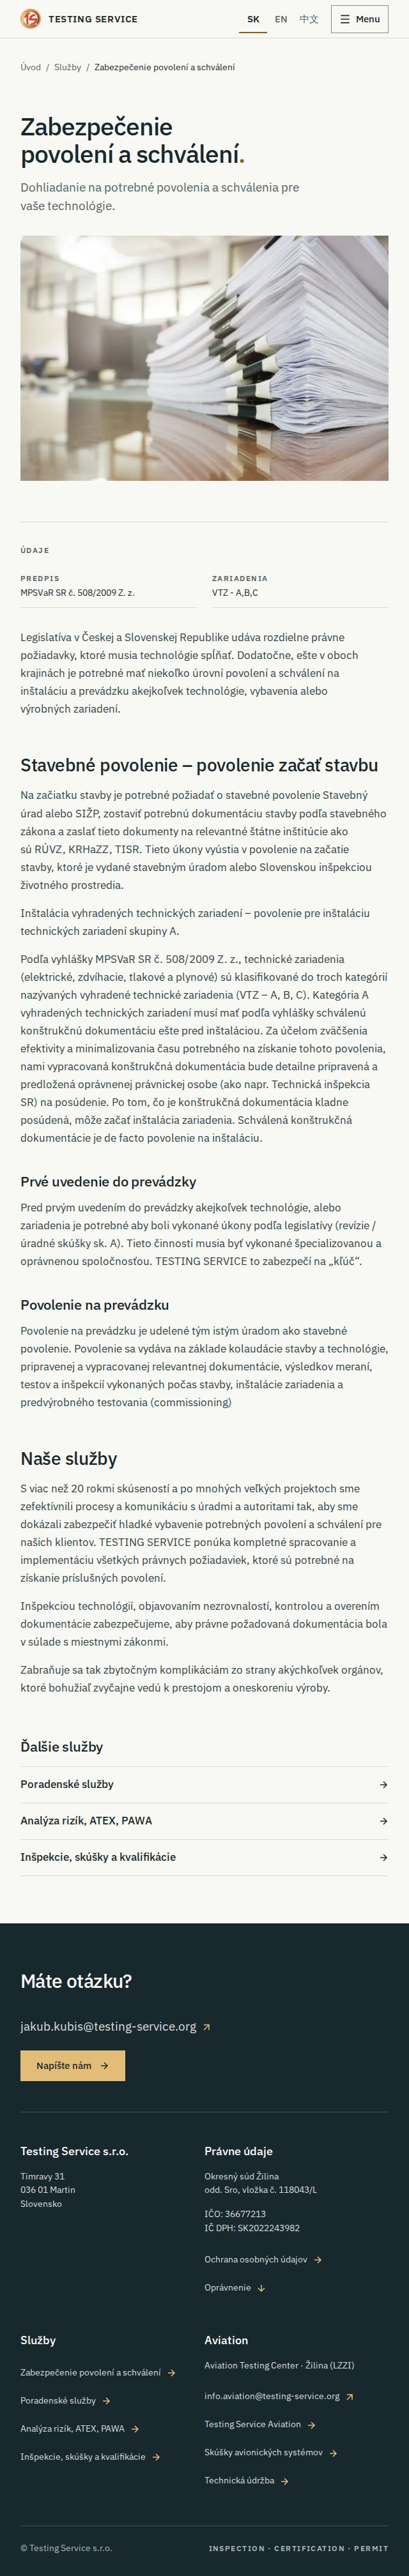 TESTING SERVICE
SK EN 中文 Menu
Úvod / Služby / Zabezpečenie povolení a schválení
Zabezpečenie
povolení a schválení.
Dohliadanie na potrebné povolenia a schválenia pre
vaše technológie.
ÚDAJE
PREDPIS
MPSVaR SR č. 508/2009 Z. z.
ZARIADENIA
VTZ - A,B,C
Legislatíva v Českej a Slovenskej Republike udáva rozdielne právne
požiadavky, ktoré musia technológie spĺňať. Dodatočne, ešte v oboch
krajinách je potrebné mať niekoľko úrovní povolení a schválení na
inštaláciu a prevádzku akejkoľvek technológie, vybavenia alebo
výrobných zariadení.
Stavebné povolenie – povolenie začať stavbu
Na začiatku stavby je potrebné požiadať o stavebné povolenie Stavebný
úrad alebo SIŽP, zostaviť potrebnú dokumentáciu stavby podľa stavebného
zákona a zaslať tieto dokumenty na relevantné štátne inštitúcie ako
sú RÚVZ, KRHaZZ, TISR. Tieto úkony vyústia v povolenie na začatie
stavby, ktoré je vydané stavebným úradom alebo Slovenskou inšpekciou
životného prostredia.
Inštalácia vyhradených technických zariadení – povolenie pre inštaláciu
technických zariadení skupiny A.
Podľa vyhlášky MPSVaR SR č. 508/2009 Z. z., technické zariadenia
(elektrické, zdvíhacie, tlakové a plynové) sú klasifikované do troch kategórií
nazývaných vyhradené technické zariadenia (VTZ – A, B, C). Kategória A
vyhradených technických zariadení musí mať podľa vyhlášky schválenú
konštrukčnú dokumentáciu ešte pred inštaláciou. Za účelom zväčšenia
efektivity a minimalizovania času potrebného na získanie tohoto povolenia,
nami vypracovaná konštrukčná dokumentácia bude detailne pripravená a
predložená oprávnenej právnickej osobe (ako napr. Technická inšpekcia
SR) na posúdenie. Po tom, čo je konštrukčná dokumentácia kladne
posúdená, môže začať inštalácia zariadenia. Schválená konštrukčná
dokumentácie je de facto povolenie na inštaláciu.
Prvé uvedenie do prevádzky
Pred prvým uvedením do prevádzky akejkoľvek technológie, alebo
zariadenia je potrebné aby boli vykonané úkony podľa legislatívy (revízie /
úradné skúšky sk. A). Tieto činnosti musia byť vykonané špecializovanou a
oprávnenou spoločnosťou. TESTING SERVICE to zabezpečí na „kľúč“.
Povolenie na prevádzku
Povolenie na prevádzku je udelené tým istým úradom ako stavebné
povolenie. Povolenie sa vydáva na základe kolaudácie stavby a technológie,
pripravenej a vypracovanej relevantnej dokumentácie, výsledkov meraní,
testov a inšpekcií vykonaných počas stavby, inštalácie zariadenia a
predvýrobného testovania (commissioning)
Naše služby
S viac než 20 rokmi skúseností a po mnohých veľkých projektoch sme
zefektívnili procesy a komunikáciu s úradmi a autoritami tak, aby sme
dokázali zabezpečiť hladké vybavenie potrebných povolení a schválení pre
našich klientov. TESTING SERVICE ponúka kompletné spracovanie a
implementáciu všetkých právnych požiadaviek, ktoré sú potrebné na
získanie príslušných povolení.
Inšpekciou technológií, objavovaním nezrovnalostí, kontrolou a overením
dokumentácie zabezpečujeme, aby právne požadovaná dokumentácia bola
v súlade s miestnymi zákonmi.
Zabraňuje sa tak zbytočným komplikáciám zo strany akýchkoľvek orgánov,
ktoré bohužiaľ zvyčajne vedú k prestojom a oneskoreniu výroby.
Ďalšie služby
Poradenské služby
Analýza rizík, ATEX, PAWA
Inšpekcie, skúšky a kvalifikácie
Máte otázku?
jakub.kubis@testing-service.org
Napíšte nám
Testing Service s.r.o.
Timravy 31
036 01 Martin
Slovensko
Právne údaje
Okresný súd Žilina
odd. Sro, vložka č. 118043/L
IČO: 36677213
IČ DPH: SK2022243982
Ochrana osobných údajov
Oprávnenie
Služby
Zabezpečenie povolení a schválení
Poradenské služby
Analýza rizík, ATEX, PAWA
Inšpekcie, skúšky a kvalifikácie
Aviation
Aviation Testing Center · Žilina (LZZI)
info.aviation@testing-service.org
Testing Service Aviation
Skúšky avionických systémov
Technická údržba
© Testing Service s.r.o.
INSPECTION · CERTIFICATION · PERMIT